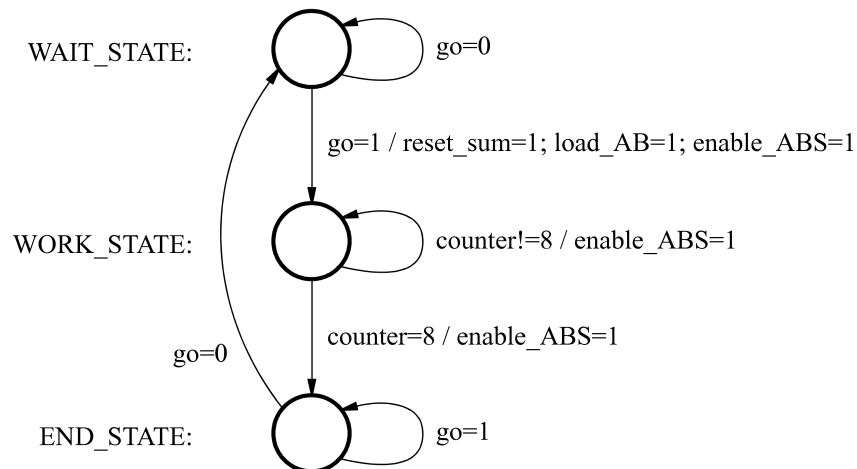 WAIT_STATE:
go=0
go=1 / reset_sum=1; load_AB=1; enable_ABS=1
WORK_STATE:
counter!=8 / enable_ABS=1
counter=8 / enable_ABS=1
go=0
END_STATE:
go=1